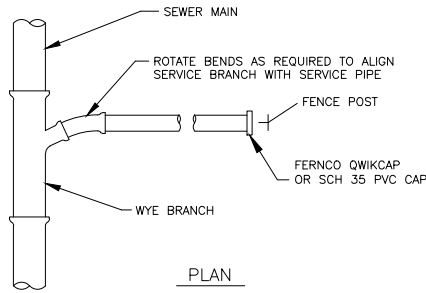 SEWER MAIN
ROTATE BENDS AS REQUIRED TO ALIGN
SERVICE BRANCH WITH SERVICE PIPE
FENCE POST
FERNCO QWIKCAP
OR SCH 35 PVC CAP
WYE BRANCH
PLAN